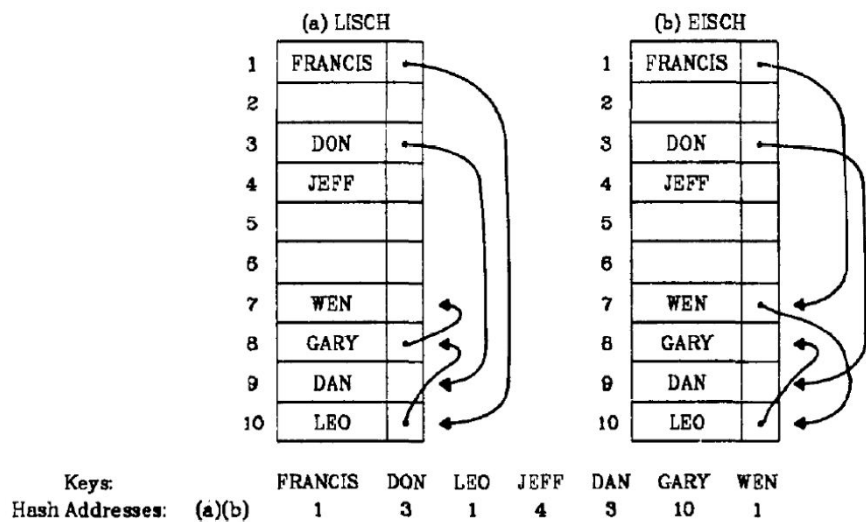 (a) LISCH (b) EISCH
1 FRANCIS 1 FRANCIS
2 2
3 DON 3 DON
4 JEFF 4 JEFF
5 5
6 6
7 WEN 7 WEN
8 GARY 8 GARY
9 DAN 9 DAN
10 LEO 10 LEO
Keys: FRANCIS DON LEO JEFF DAN GARY WEN
Hash Addresses: (a)(b) 1 3 1 4 3 10 1